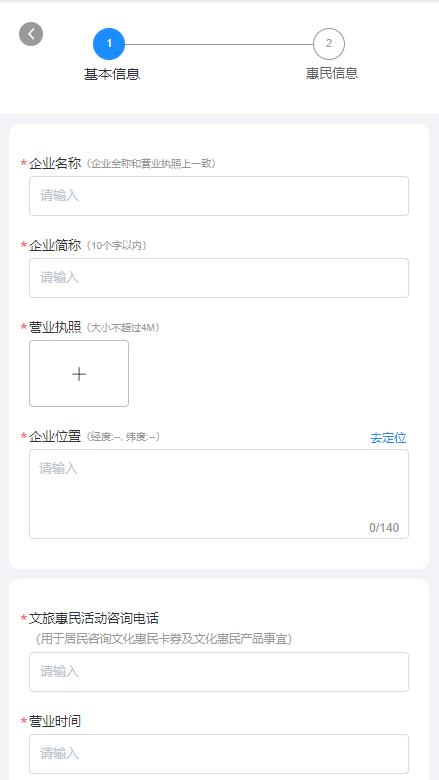 1
2
基本信息
惠民信息
*企业名称（企业全称和营业执照上一致）
请输入
*企业简称（10个字以内）
请输入
*营业执照（大小不超过4M）
*企业位置（经度:--, 纬度:--）
去定位
请输入
0/140
*文旅惠民活动咨询电话
（用于居民咨询文化惠民卡券及文化惠民产品事宜）
请输入
*营业时间
请输入